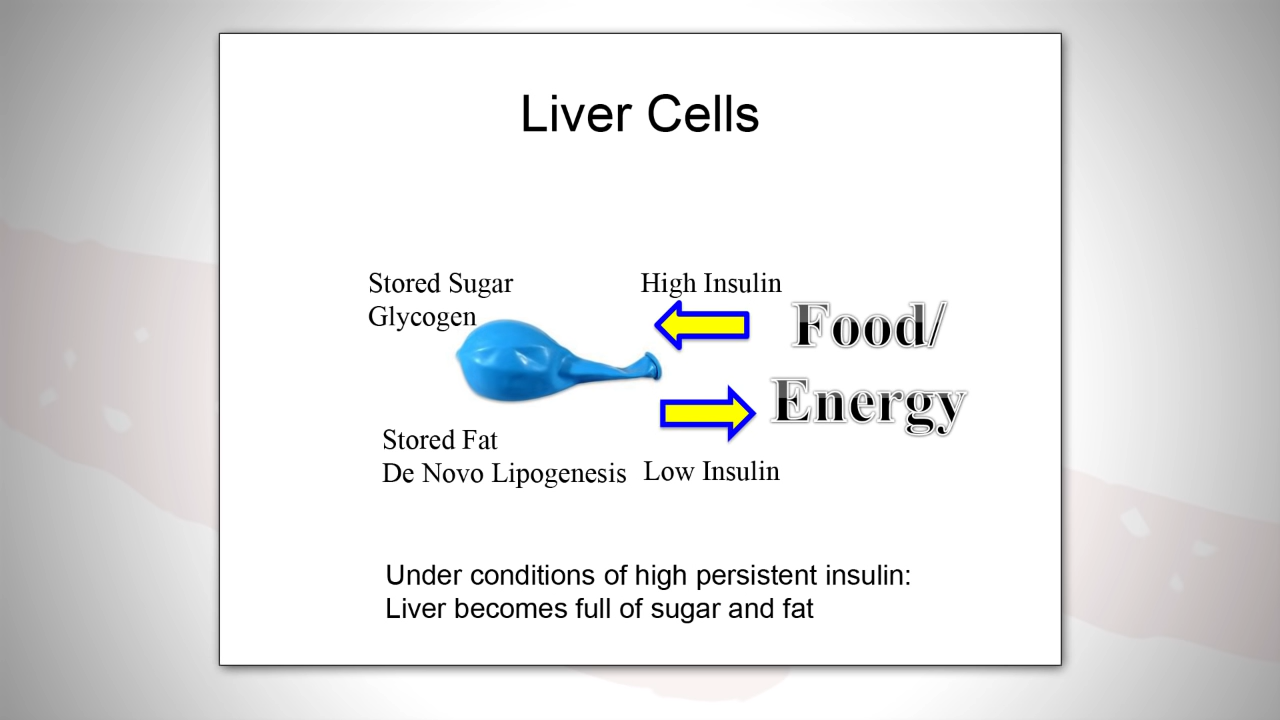 Liver Cells
Stored Sugar
Glycogen
High Insulin
Food/
Energy
Stored Fat
De Novo Lipogenesis
Low Insulin
Under conditions of high persistent insulin:
Liver becomes full of sugar and fat